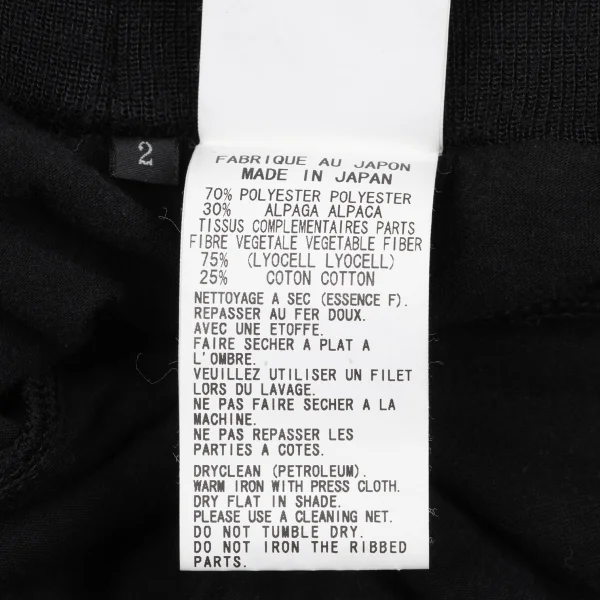 2
FABRIQUE AU JAPON
MADE IN JAPAN
70% POLYESTER POLYESTER
30% ALPAGA ALPACA
TISSUS COMPLEMENTAIRES PARTS
FIBRE VEGETALE VEGETABLE FIBER
75% (LYOCELL LYOCELL)
25% COTON COTTON
NETTOYAGE A SEC (ESSENCE F).
REPASSER AU FER DOUX.
AVEC UNE ETOFFE.
FAIRE SECHER A PLAT A
L'OMBRE.
VEUILLEZ UTILISER UN FILET
LORS DU LAVAGE.
NE PAS FAIRE SECHER A LA
MACHINE.
NE PAS REPASSER LES
PARTIES A COTES.
DRYCLEAN (PETROLEUM).
WARM IRON WITH PRESS CLOTH.
DRY FLAT IN SHADE.
PLEASE USE A CLEANING NET.
DO NOT TUMBLE DRY.
DO NOT IRON THE RIBBED
PARTS.